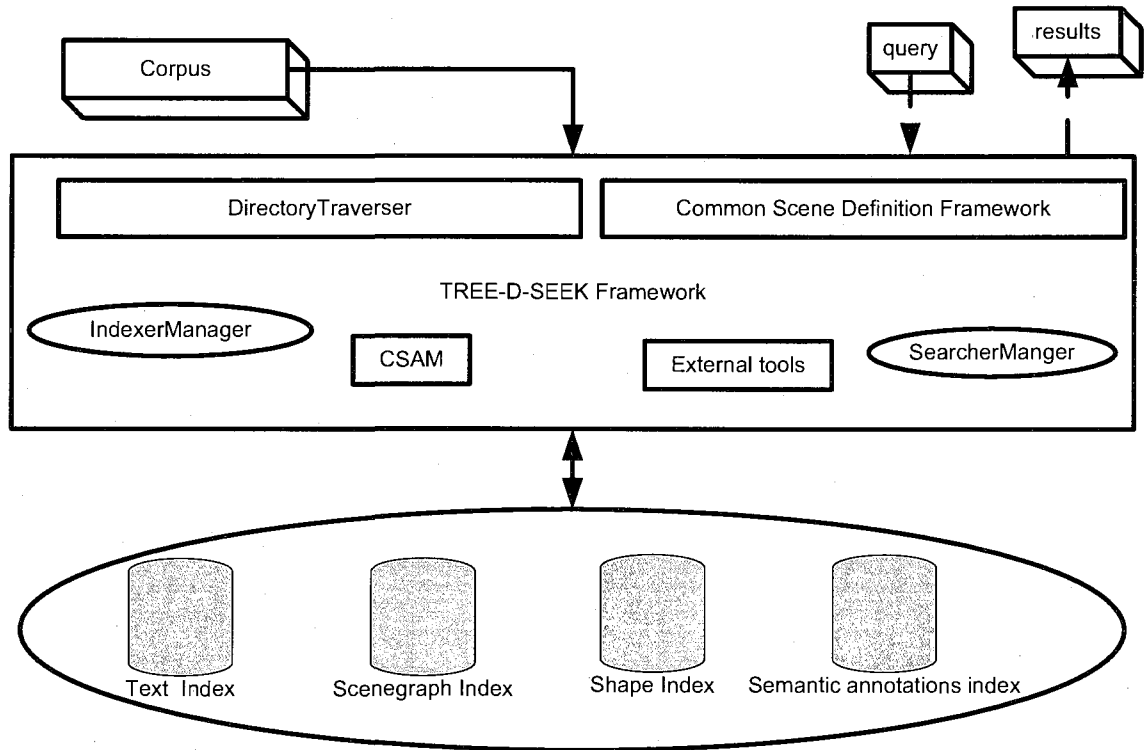 Corpus
query
results
DirectoryTraverser
Common Scene Definition Framework
TREE-D-SEEK Framework
IndexerManager
CSAM
External tools
SearcherManger
Text Index
Scenegraph Index
Shape Index
Semantic annotations index